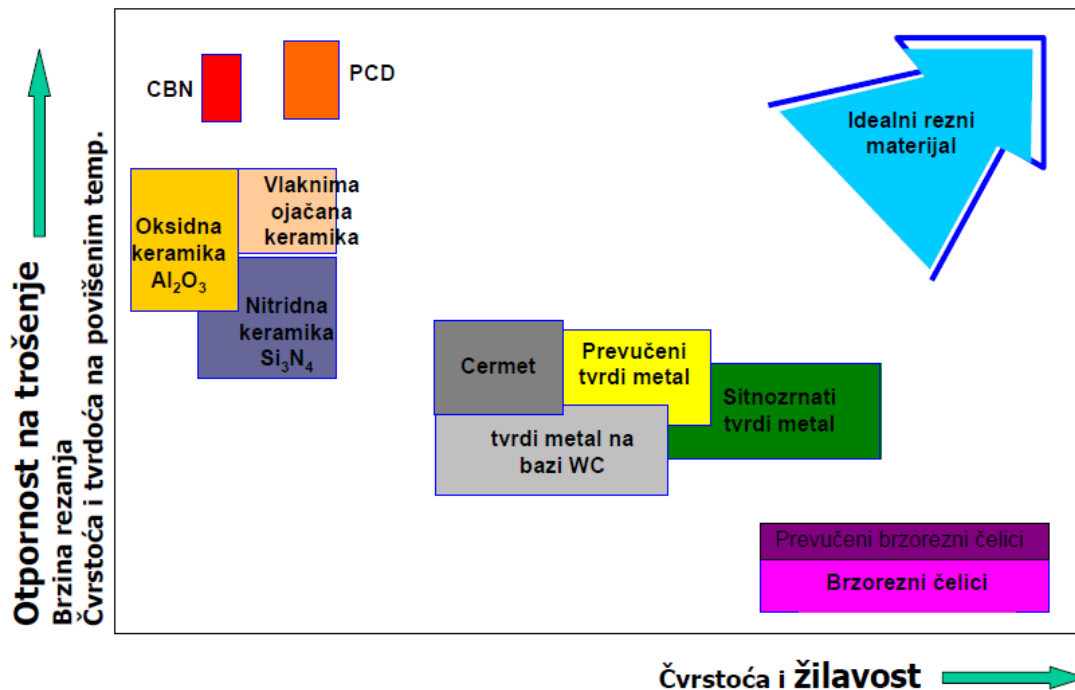 Otpornost na trošenje
Brzina rezanja
Čvrstoća i tvrdoća na povišenim temp.
CBN
PCD
Idealni rezni
materijal
Oksidna
keramika
Al₂O₃
Vlaknima
ojačana
keramika
Nitridna
keramika
Si₃N₄
Cermet
Prevučeni
tvrdi metal
Sitnozrnati
tvrdi metal
tvrdi metal na
bazi WC
Prevučeni brzorezni čelici
Brzorezni čelici
Čvrstoća i žilavost